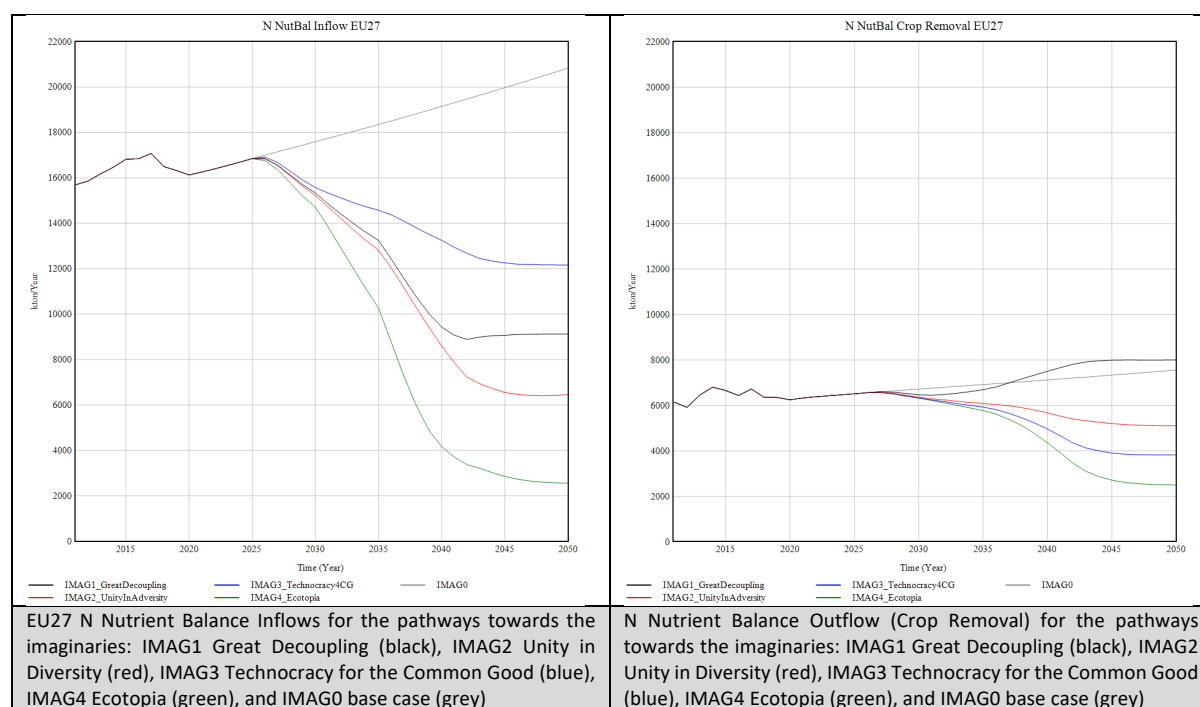 N NutBal Inflow EU27
22000
20000
18000
16000
14000
12000
10000
8000
6000
4000
2000
0
kton/Year
2015 2020 2025 2030 2035 2040 2045 2050
Time (Year)
IMAG1_GreatDecoupling IMAG3_Technocracy4CG IMAG0
IMAG2_UnityInAdversity IMAG4_Ecotopia
EU27 N Nutrient Balance Inflows for the pathways towards the
imaginaries: IMAG1 Great Decoupling (black), IMAG2 Unity in
Diversity (red), IMAG3 Technocracy for the Common Good (blue),
IMAG4 Ecotopia (green), and IMAG0 base case (grey)
N NutBal Crop Removal EU27
22000
20000
18000
16000
14000
12000
10000
8000
6000
4000
2000
0
kton/Year
2015 2020 2025 2030 2035 2040 2045 2050
Time (Year)
IMAG1_GreatDecoupling IMAG3_Technocracy4CG IMAG0
IMAG2_UnityInAdversity IMAG4_Ecotopia
N Nutrient Balance Outflow (Crop Removal) for the pathways
towards the imaginaries: IMAG1 Great Decoupling (black), IMAG2
Unity in Diversity (red), IMAG3 Technocracy for the Common Good
(blue), IMAG4 Ecotopia (green), and IMAG0 base case (grey)